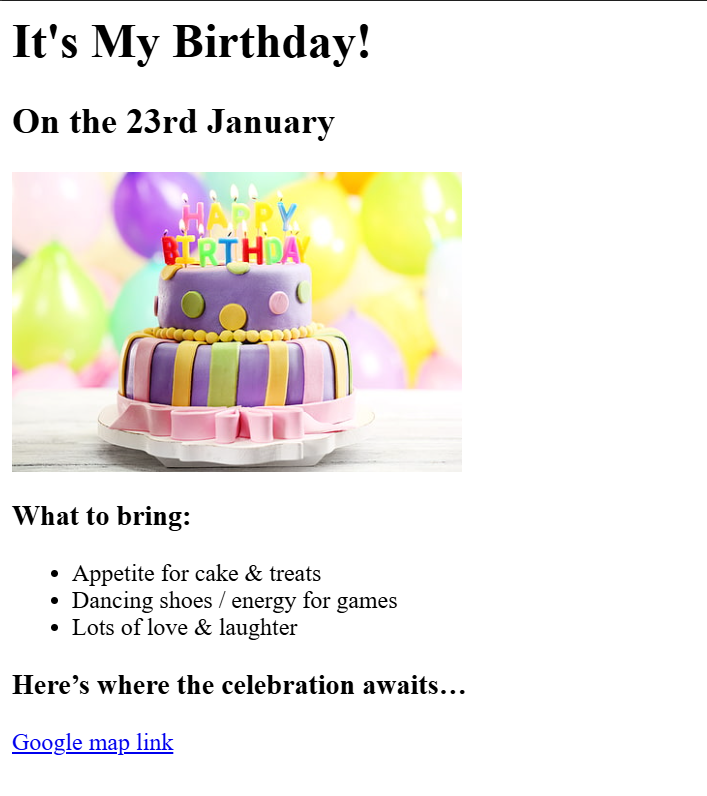 It's My Birthday!
On the 23rd January
HAPPY
BIRTHDAY
What to bring:
• Appetite for cake & treats
• Dancing shoes / energy for games
• Lots of love & laughter
Here’s where the celebration awaits…
Google map link